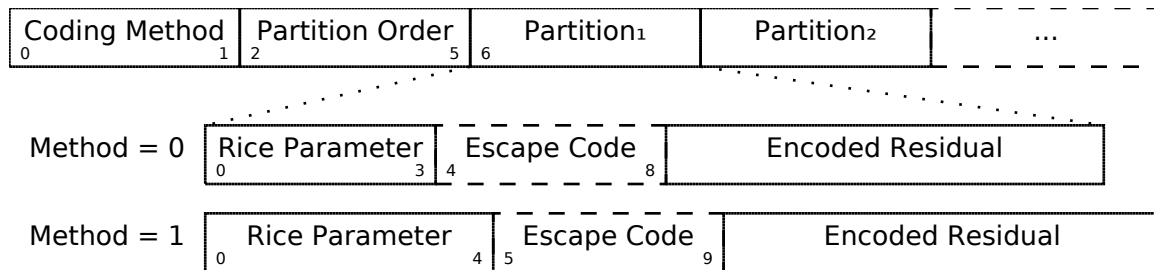 Coding Method Partition Order Partition₁ Partition₂ ...
0 1 2 5 6
Method = 0 Rice Parameter Escape Code Encoded Residual
0 3 4 8
Method = 1 Rice Parameter Escape Code Encoded Residual
0 4 5 9